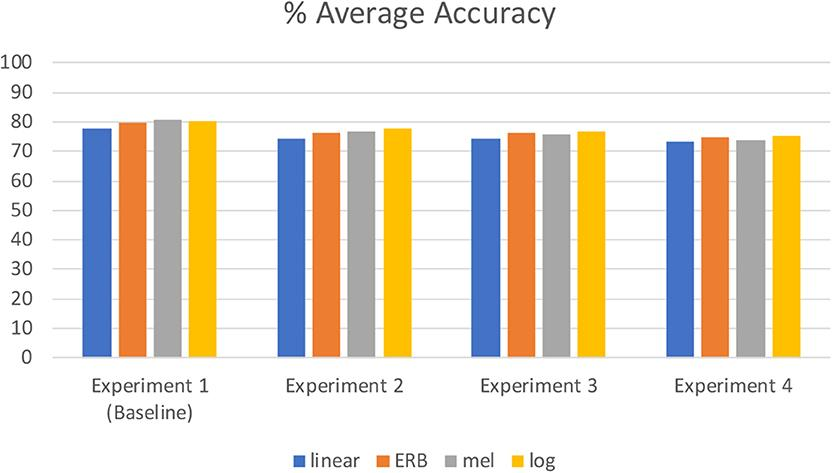 % Average Accuracy
100
90
80
70
60
50
40
30
20
10
0
Experiment 1 Experiment 2 Experiment 3 Experiment 4
(Baseline)
linear ERB mel log